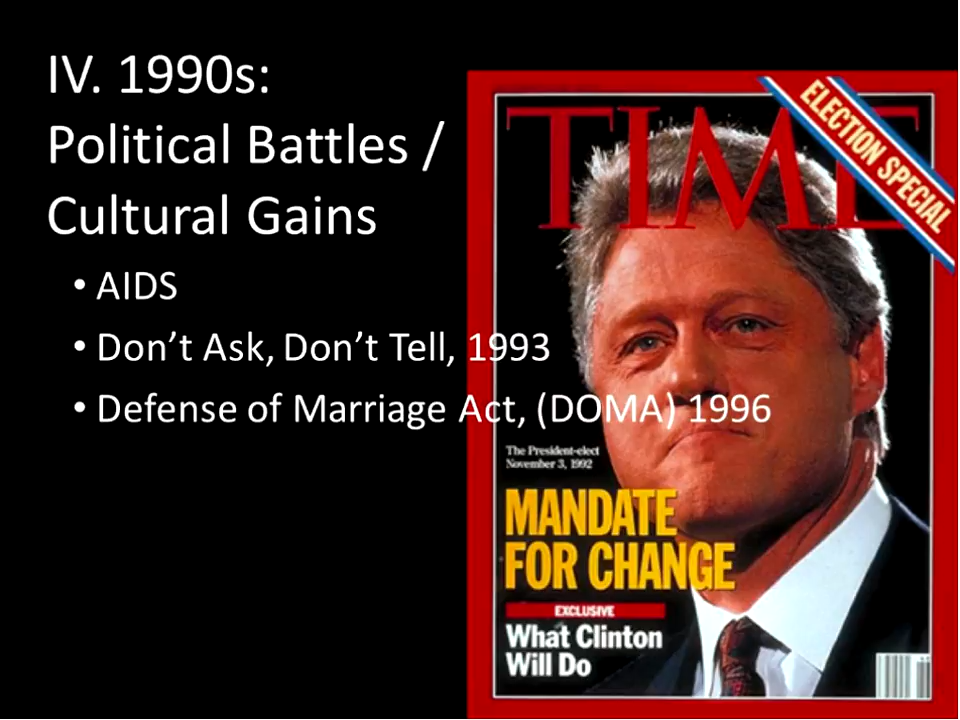 IV. 1990s:
Political Battles /
Cultural Gains
• AIDS
• Don’t Ask, Don’t Tell, 1993
• Defense of Marriage Act, (DOMA) 1996
TIME
ELECTION SPECIAL
The President-elect
November 3, 1992
MANDATE
FOR CHANGE
EXCLUSIVE
What Clinton
Will Do